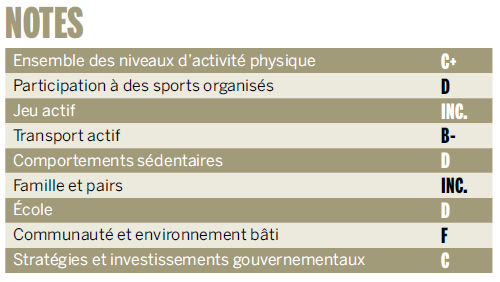 NOTES
Ensemble des niveaux d'activité physique C+
Participation à des sports organisés D
Jeu actif INC.
Transport actif B-
Comportements sédentaires D
Famille et pairs INC.
École D
Communauté et environnement bâti F
Stratégies et investissements gouvernementaux C